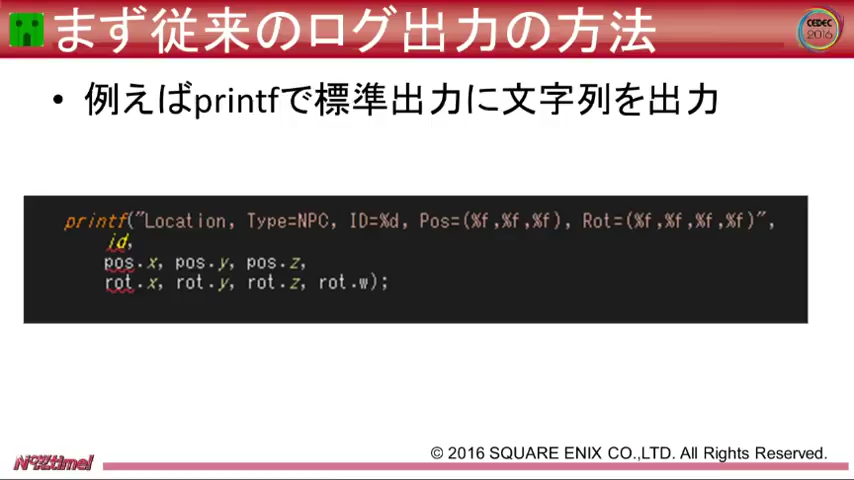 まず従来のログ出力の方法
CEDEC
2016
• 例えばprintfで標準出力に文字列を出力
printf("Location, Type=NPC, ID=%d, Pos=(%f,%f,%f), Rot=(%f,%f,%f,%f)",
id,
pos.x, pos.y, pos.z,
rot.x, rot.y, rot.z, rot.w);
© 2016 SQUARE ENIX CO.,LTD. All Rights Reserved.